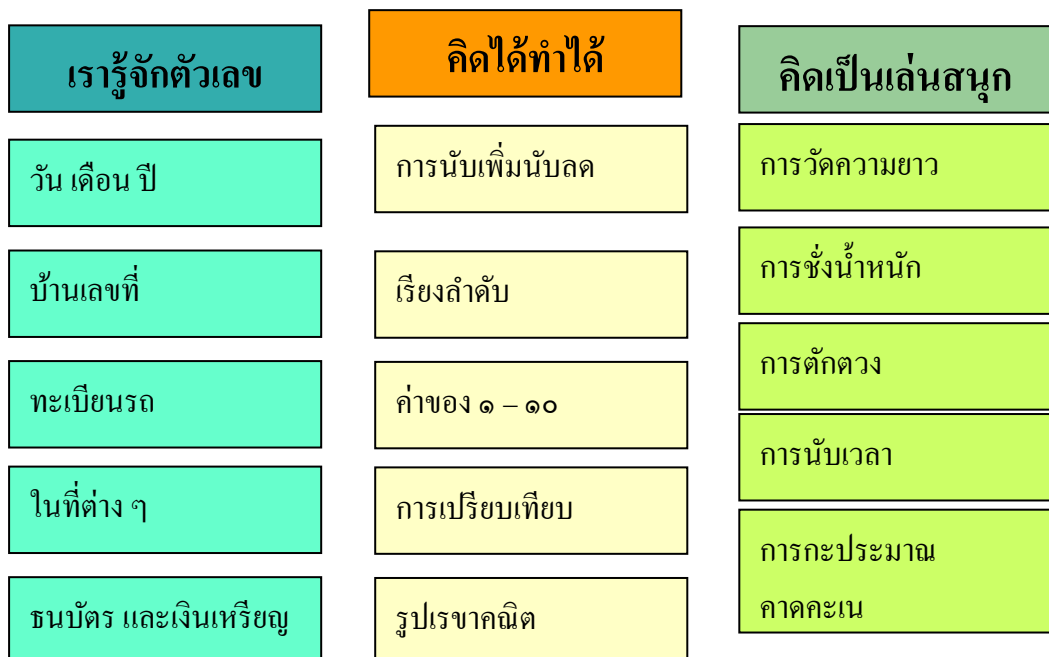 เรารู้จักตัวเลข
วัน เดือน ปี
บ้านเลขที่
ทะเบียนรถ
ในที่ต่าง ๆ
ธนบัตร และเงินเหรียญ
คิดได้ทำได้
การนับเพิ่มนับลด
เรียงลำดับ
ค่าของ ๑ – ๑๐
การเปรียบเทียบ
รูปเรขาคณิต
คิดเป็นเล่นสนุก
การวัดความยาว
การชั่งน้ำหนัก
การตักตวง
การนับเวลา
การกะประมาณ
คาดคะเน